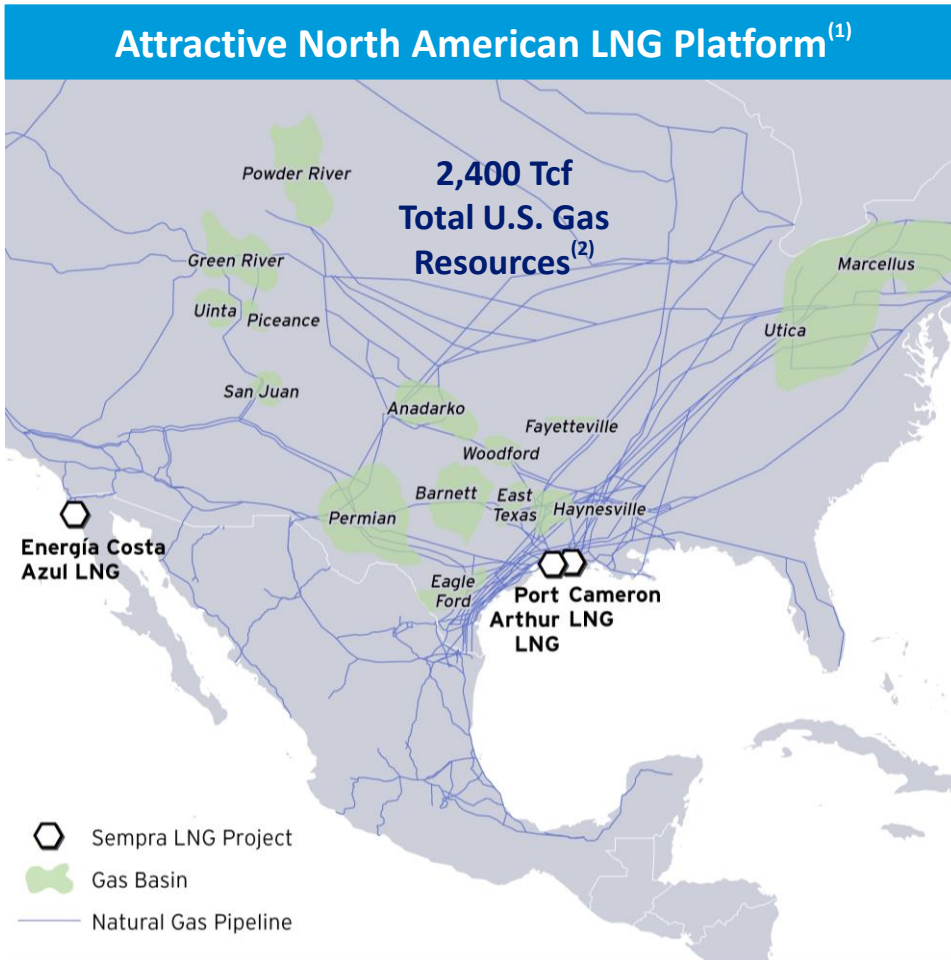 Attractive North American LNG Platform(1)
Powder River
2,400 Tcf
Total U.S. Gas
Resources(2)
Green River
Marcellus
Uinta
Piceance
Utica
San Juan
Anadarko
Fayetteville
Woodford
Barnett
East
Texas
Haynesville
Permian
Energía Costa
Azul LNG
Eagle
Ford
Port
Arthur
LNG
Cameron
LNG
Sempra LNG Project
Gas Basin
Natural Gas Pipeline